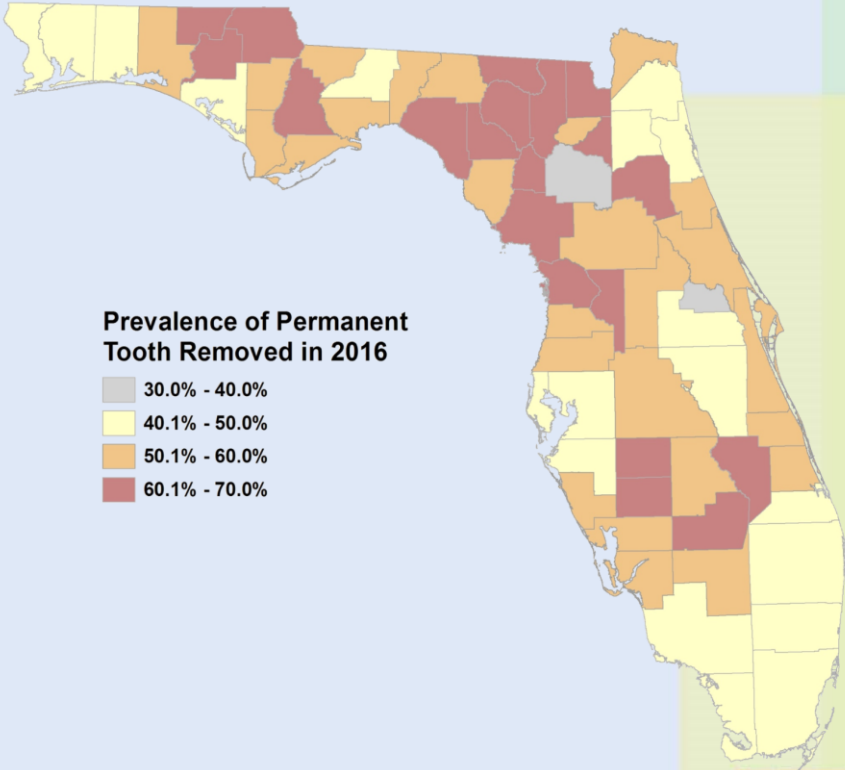 Prevalence of Permanent
Tooth Removed in 2016
30.0% - 40.0%
40.1% - 50.0%
50.1% - 60.0%
60.1% - 70.0%